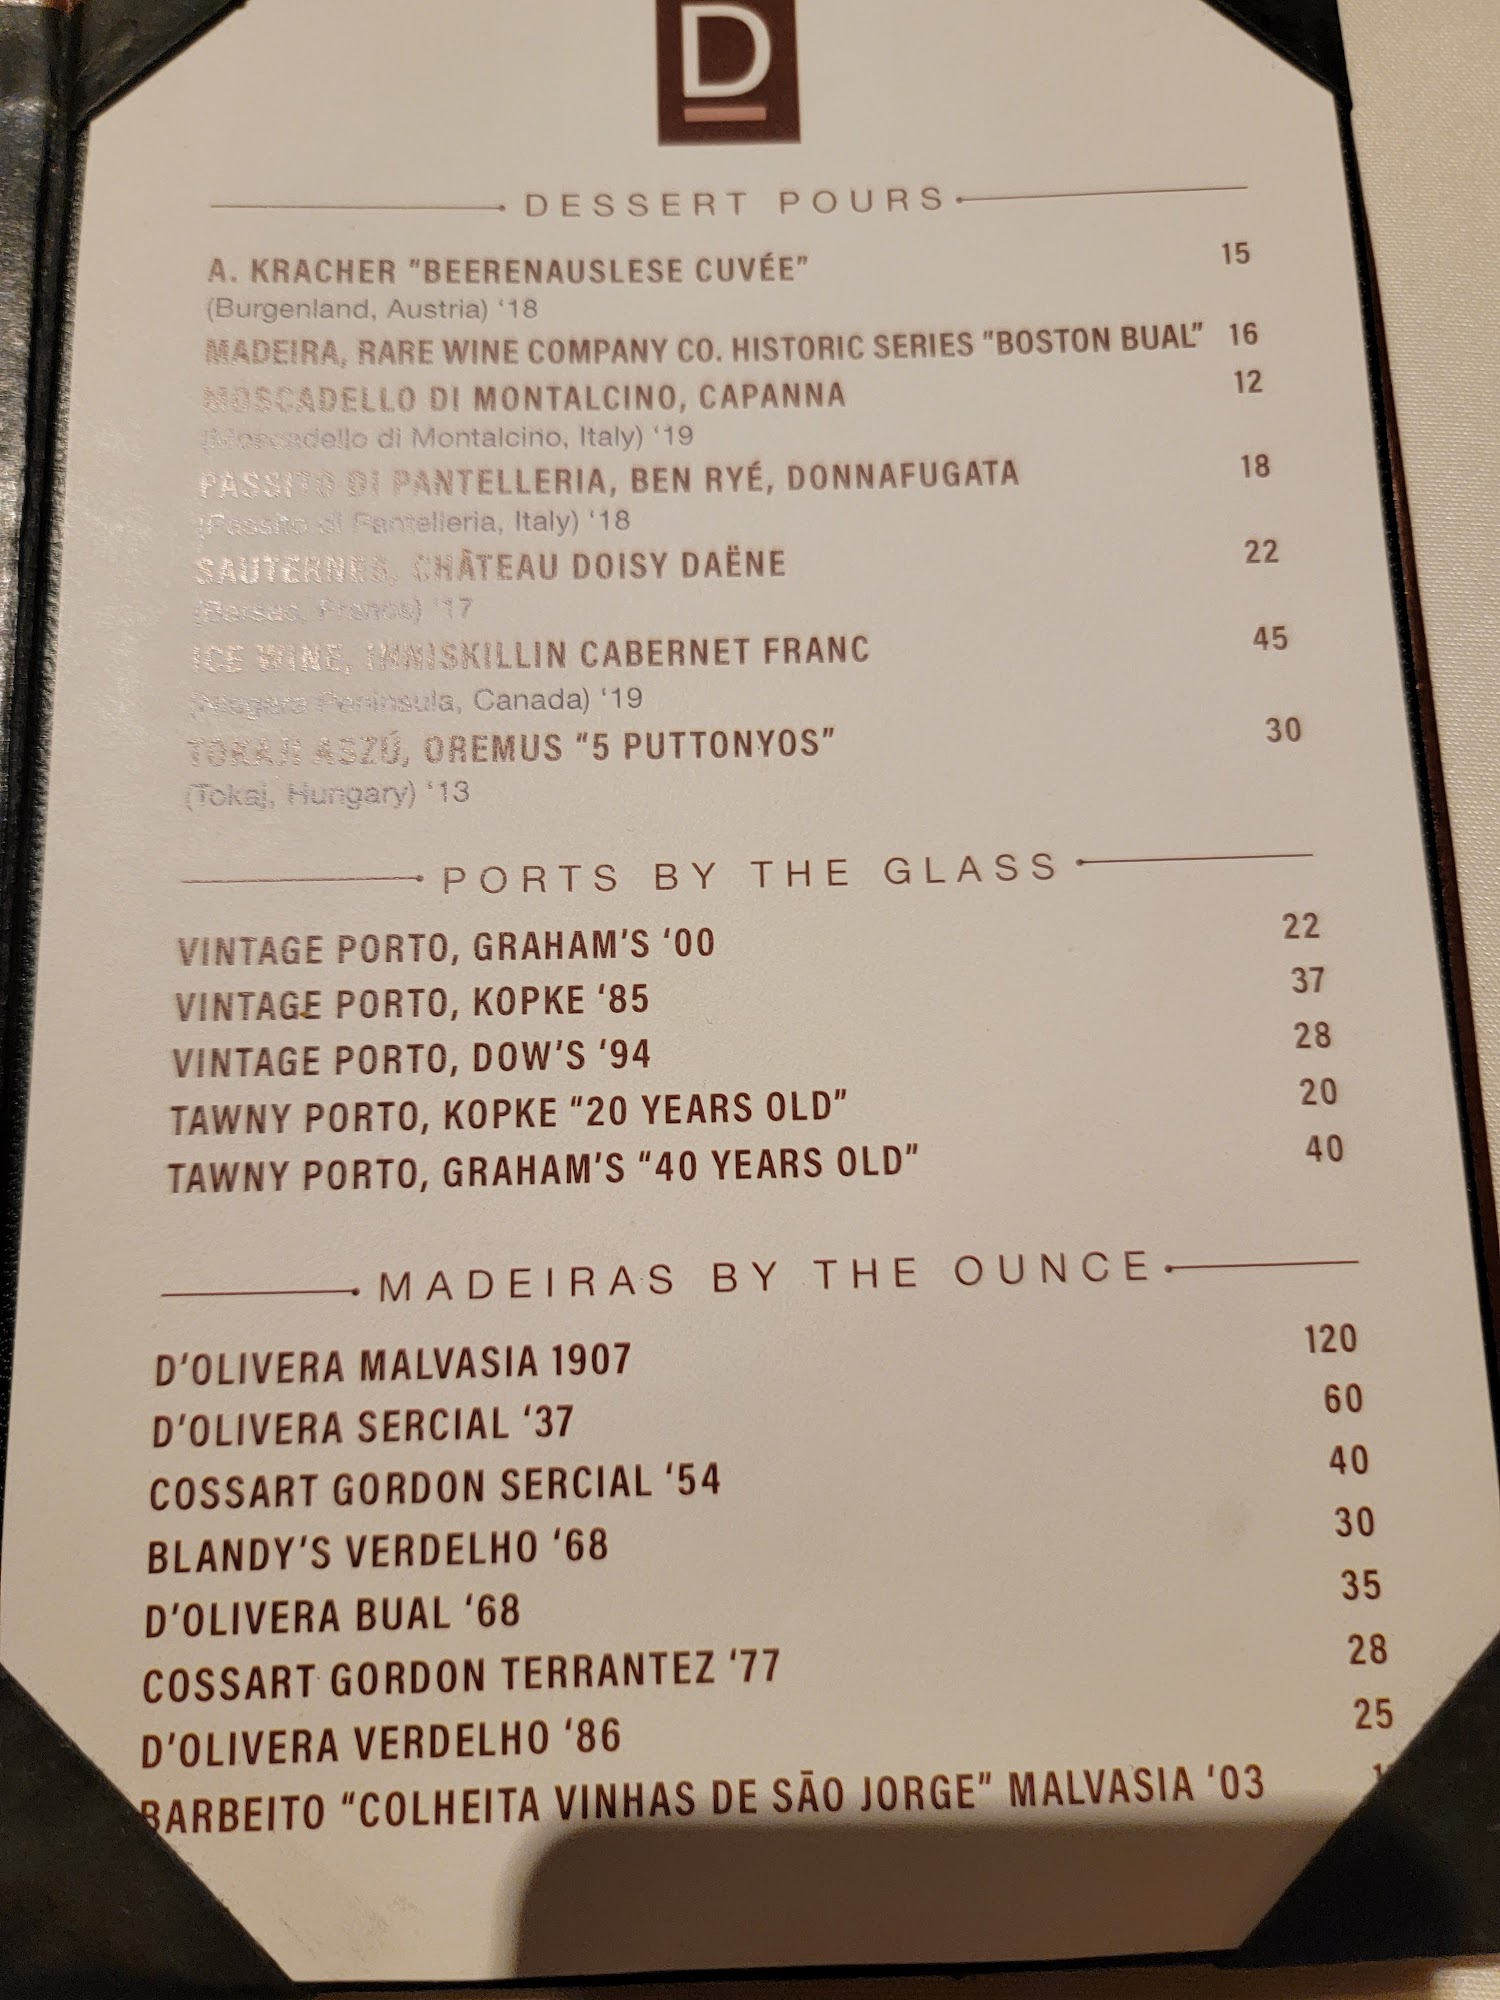 D
DESSERT POURS
A. KRACHER "BEERENAUSLESE CUVÉE" 15
(Burgenland, Austria) ‘18
MADEIRA, RARE WINE COMPANY CO. HISTORIC SERIES "BOSTON BUAL" 16
MOSCADELLO DI MONTALCINO, CAPANNA 12
(Moscadello di Montalcino, Italy) ‘19
PASSITO DI PANTELLERIA, BEN RYÉ, DONNAFUGATA 18
(Passito di Pantelleria, Italy) ‘18
SAUTERNES, CHÂTEAU DOISY DAËNE 22
(Barsac, France) ‘17
ICE WINE, INNISKILLIN CABERNET FRANC 45
(Niagara Peninsula, Canada) ‘19
TOKAJI ASZÚ, OREMUS “5 PUTTONYOS” 30
(Tokaj, Hungary) ‘13
PORTS BY THE GLASS
VINTAGE PORTO, GRAHAM’S ‘00 22
VINTAGE PORTO, KOPKE ‘85 37
VINTAGE PORTO, DOW’S ‘94 28
TAWNY PORTO, KOPKE “20 YEARS OLD” 20
TAWNY PORTO, GRAHAM’S “40 YEARS OLD” 40
MADEIRAS BY THE OUNCE
D’OLIVERA MALVASIA 1907 120
D’OLIVERA SERCIAL ‘37 60
COSSART GORDON SERCIAL ‘54 40
BLANDY’S VERDELHO ‘68 30
D’OLIVERA BUAL ‘68 35
COSSART GORDON TERRANTEZ ‘77 28
D’OLIVERA VERDELHO ‘86 25
BARBEITO “COLHEITA VINHAS DE SÃO JORGE” MALVASIA ‘03